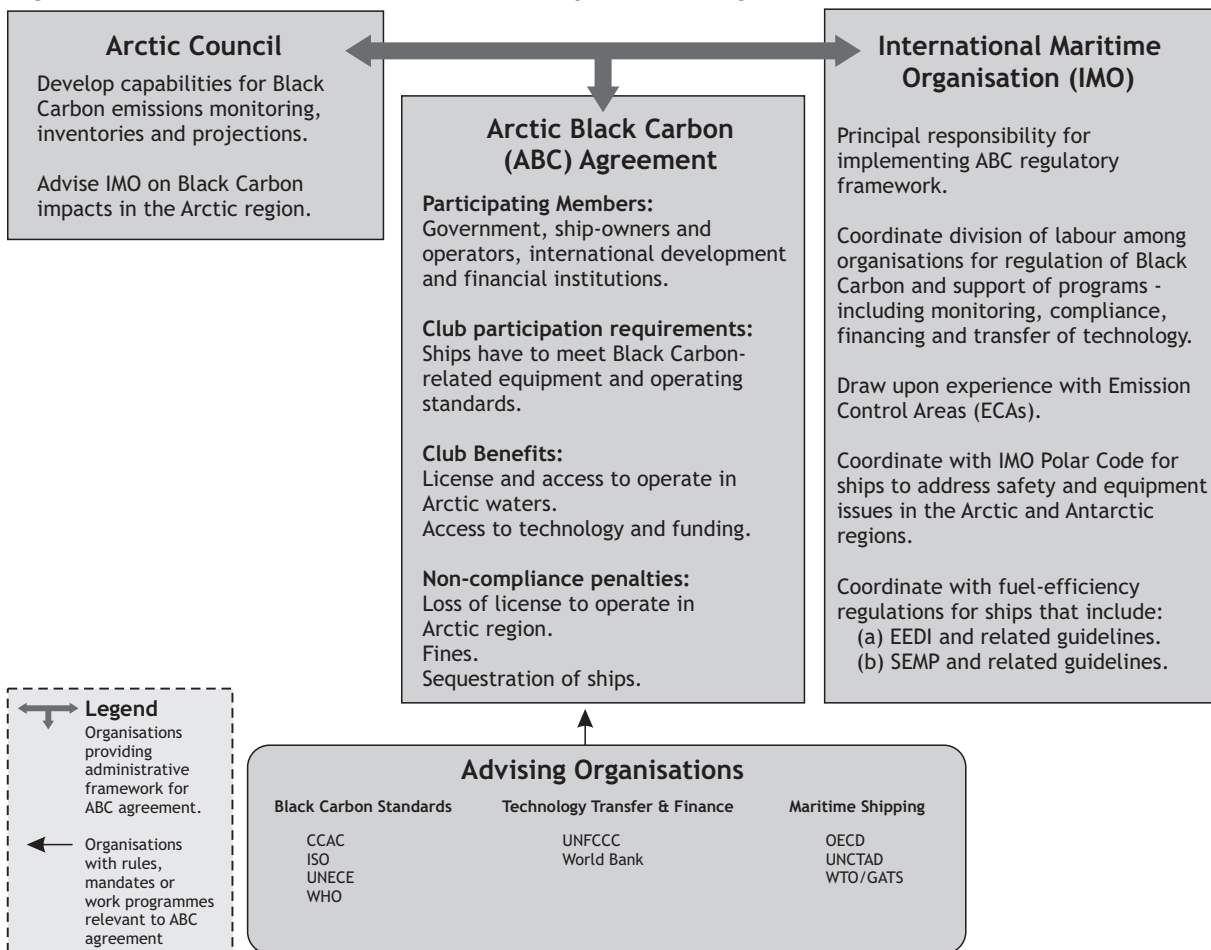 Arctic Council
Develop capabilities for Black
Carbon emissions monitoring,
inventories and projections.
Advise IMO on Black Carbon
impacts in the Arctic region.
Arctic Black Carbon
(ABC) Agreement
Participating Members:
Government, ship-owners and
operators, international development
and financial institutions.
Club participation requirements:
Ships have to meet Black Carbon-
related equipment and operating
standards.
Club Benefits:
License and access to operate in
Arctic waters.
Access to technology and funding.
Non-compliance penalties:
Loss of license to operate in
Arctic region.
Fines.
Sequestration of ships.
International Maritime
Organisation (IMO)
Principal responsibility for
implementing ABC regulatory
framework.
Coordinate division of labour among
organisations for regulation of Black
Carbon and support of programs -
including monitoring, compliance,
financing and transfer of technology.
Draw upon experience with Emission
Control Areas (ECAs).
Coordinate with IMO Polar Code for
ships to address safety and equipment
issues in the Arctic and Antarctic
regions.
Coordinate with fuel-efficiency
regulations for ships that include:
(a) EEDI and related guidelines.
(b) SEMP and related guidelines.
Legend
Organisations
providing
administrative
framework for
ABC agreement.
Organisations
with rules,
mandates or
work programmes
relevant to ABC
agreement
Advising Organisations
Black Carbon Standards
CCAC
ISO
UNECE
WHO
Technology Transfer & Finance
UNFCCC
World Bank
Maritime Shipping
OECD
UNCTAD
WTO/GATS